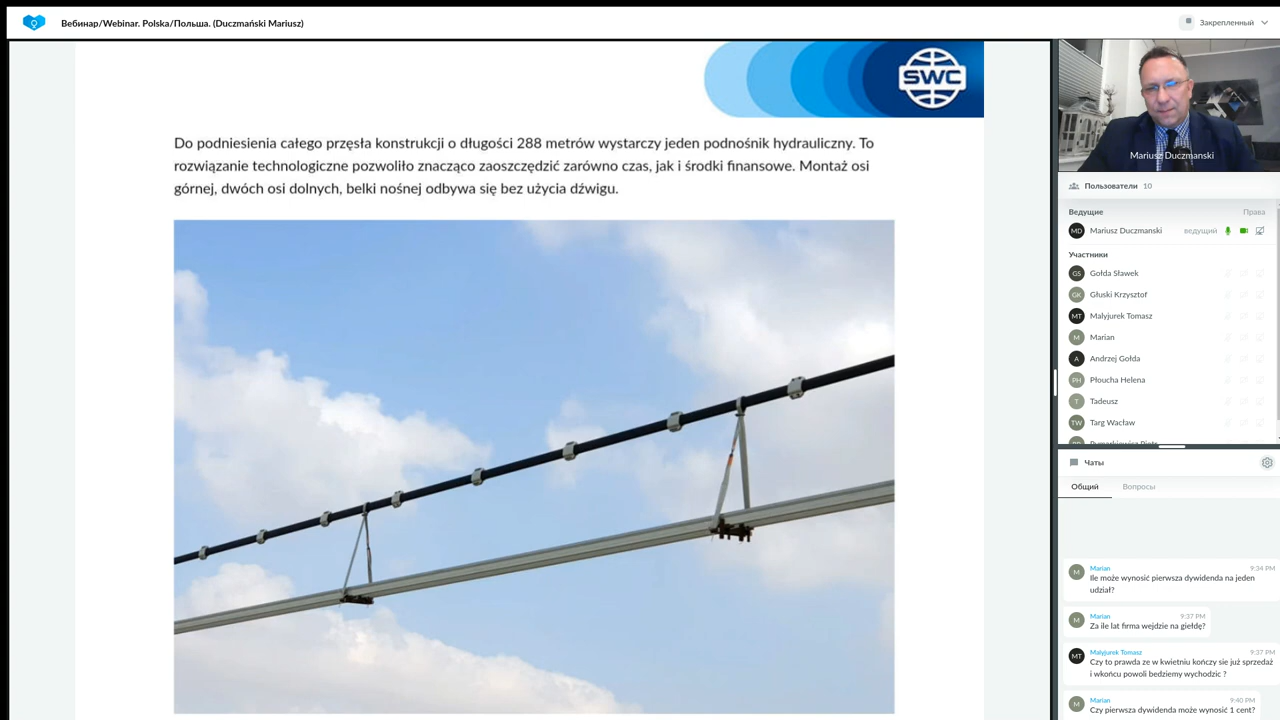 Вебинар/Webinar. Polska/Польша. (Duczmański Mariusz)
Закрепленный
SWC
Do podniesienia całego przęsła konstrukcji o długości 288 metrów wystarczy jeden podnośnik hydrauliczny. To
rozwiązanie technologiczne pozwoliło znacząco zaoszczędzić zarówno czas, jak i środki finansowe. Montaż osi
górnej, dwóch osi dolnych, belki nośnej odbywa się bez użycia dźwigu.
Mariusz Duczmanski
Пользователи 10
Ведущие Права
MD Mariusz Duczmanski ведущий
Участники
GS Gołda Sławek
GK Głuski Krzysztof
MT Malyjurek Tomasz
M Marian
A Andrzej Gołda
PH Płoucha Helena
T Tadeusz
TW Targ Wacław
Чаты
Общий Вопросы
M Marian 9:34 PM
Ile może wynosić pierwsza dywidenda na jeden
udział?
M Marian 9:37 PM
Za ile lat firma wejdzie na giełdę?
MT Malyjurek Tomasz 9:37 PM
Czy to prawda ze w kwietniu kończy sie już sprzedaż
i wkońcu powoli bedziemy wychodzic ?
M Marian 9:40 PM
Czy pierwsza dywidenda może wynosić 1 cent?